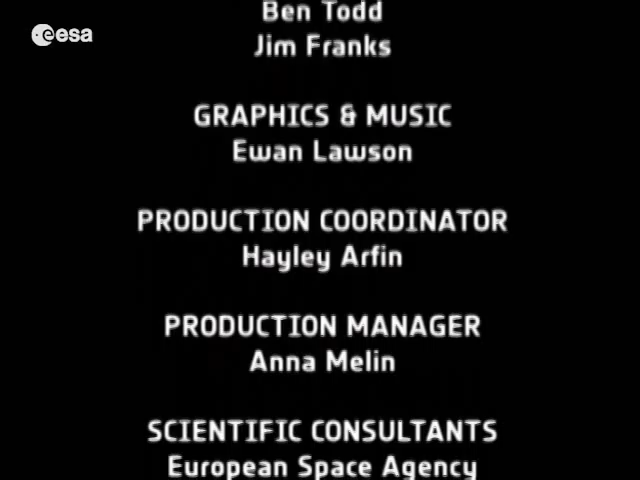 Ben Todd
esa
Jim Franks
GRAPHICS & MUSIC
Ewan Lawson
PRODUCTION COORDINATOR
Hayley Arfin
PRODUCTION MANAGER
Anna Melin
SCIENTIFIC CONSULTANTS
European Space Agency